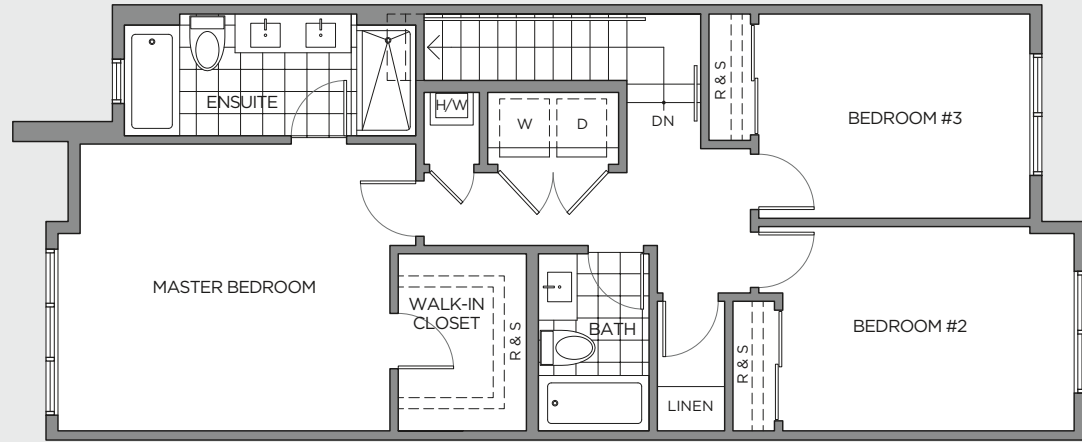 ENSUITE
H/W
W
D
DN
R & S
BEDROOM #3
MASTER BEDROOM
WALK-IN
CLOSET
R & S
BATH
LINEN
R & S
BEDROOM #2